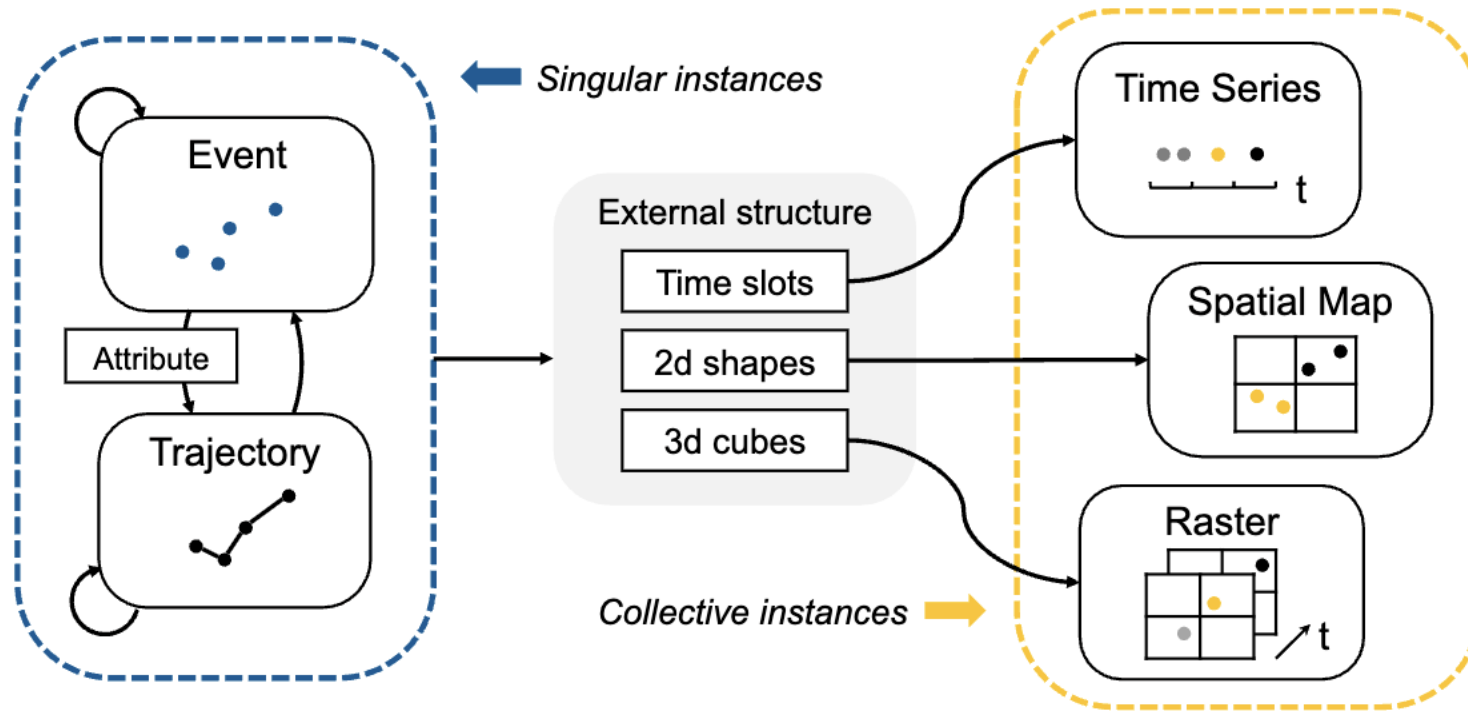 Singular instances
Event
Attribute
Trajectory
External structure
Time slots
2d shapes
3d cubes
Collective instances
Time Series
t
Spatial Map
Raster
t